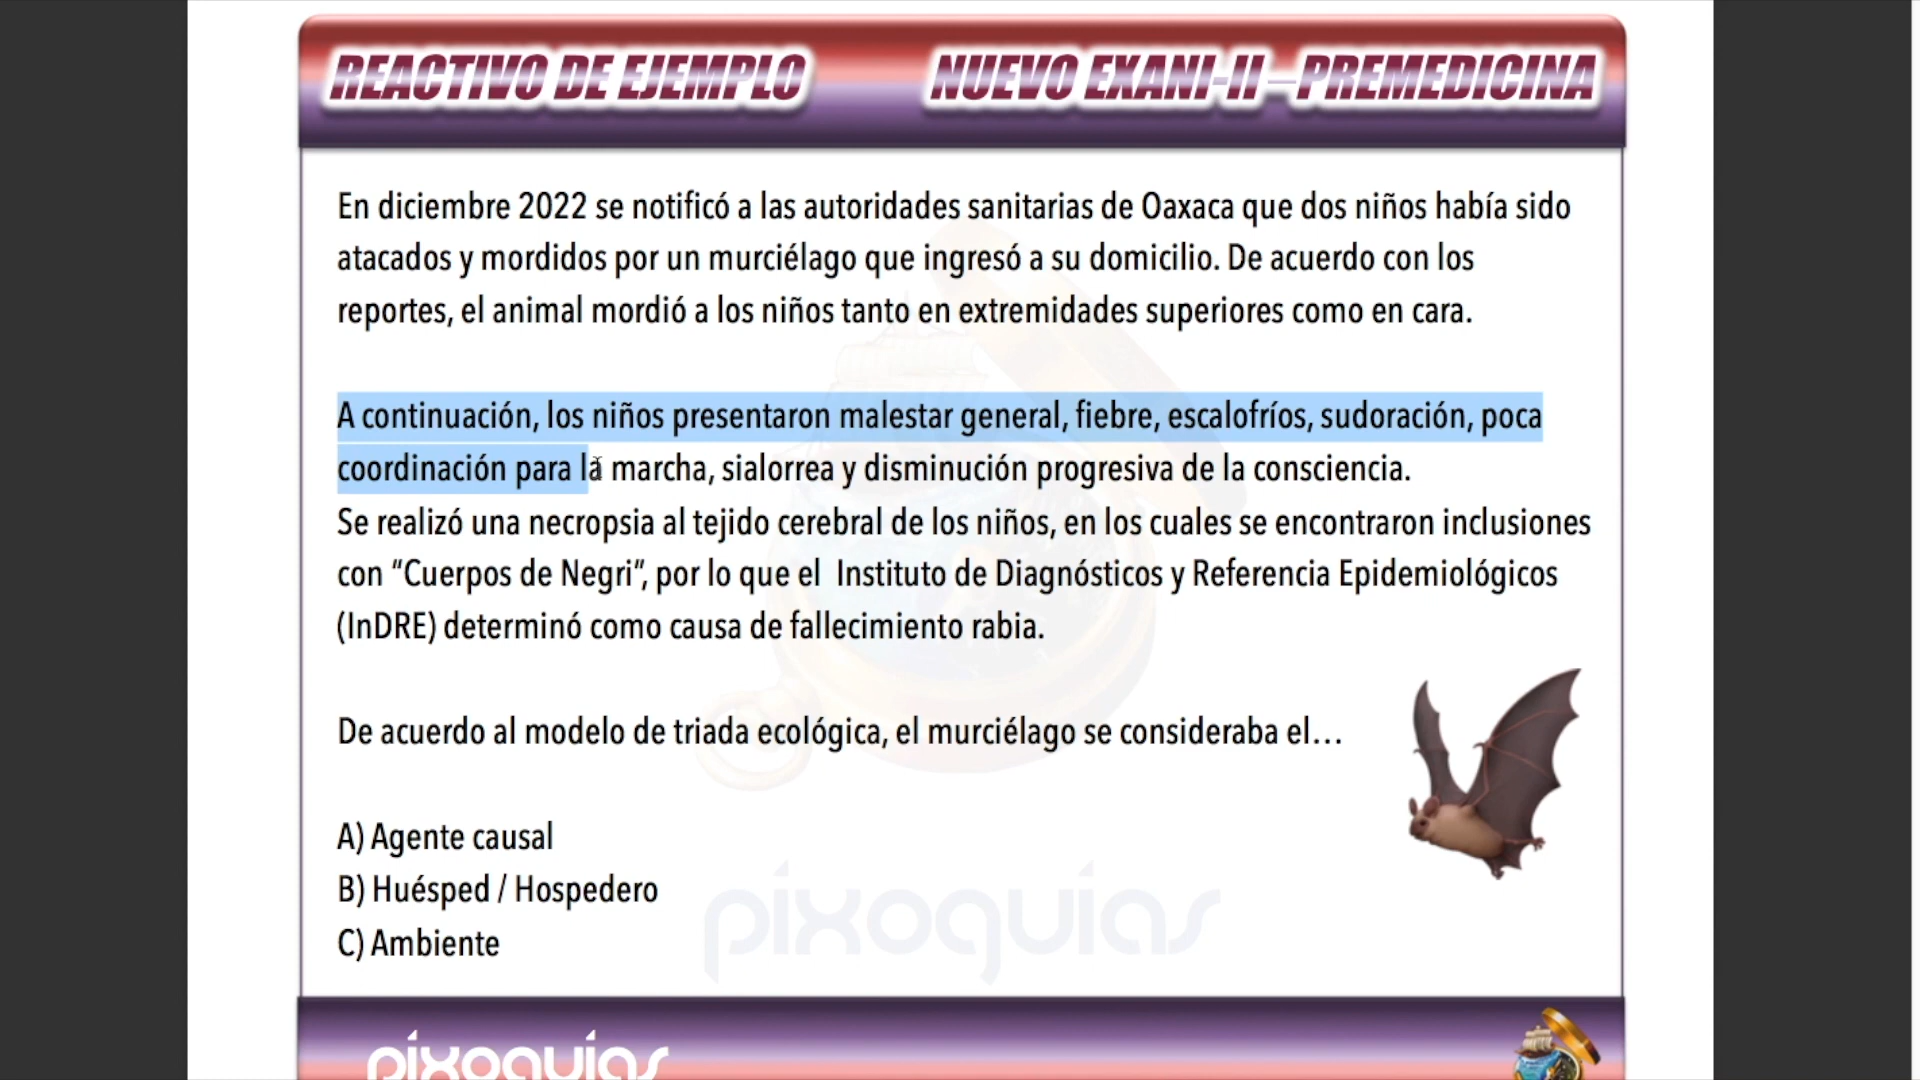 REACTIVO DE EJEMPLO NUEVO EXANI-II – PREMEDICINA
En diciembre 2022 se notificó a las autoridades sanitarias de Oaxaca que dos niños había sido
atacados y mordidos por un murciélago que ingresó a su domicilio. De acuerdo con los
reportes, el animal mordió a los niños tanto en extremidades superiores como en cara.
A continuación, los niños presentaron malestar general, fiebre, escalofríos, sudoración, poca
coordinación para la marcha, sialorrea y disminución progresiva de la consciencia.
Se realizó una necropsia al tejido cerebral de los niños, en los cuales se encontraron inclusiones
con “Cuerpos de Negri”, por lo que el Instituto de Diagnósticos y Referencia Epidemiológicos
(InDRE) determinó como causa de fallecimiento rabia.
De acuerdo al modelo de triada ecológica, el murciélago se consideraba el...
A) Agente causal
B) Huésped / Hospedero
C) Ambiente
pixoguias
pixoguias